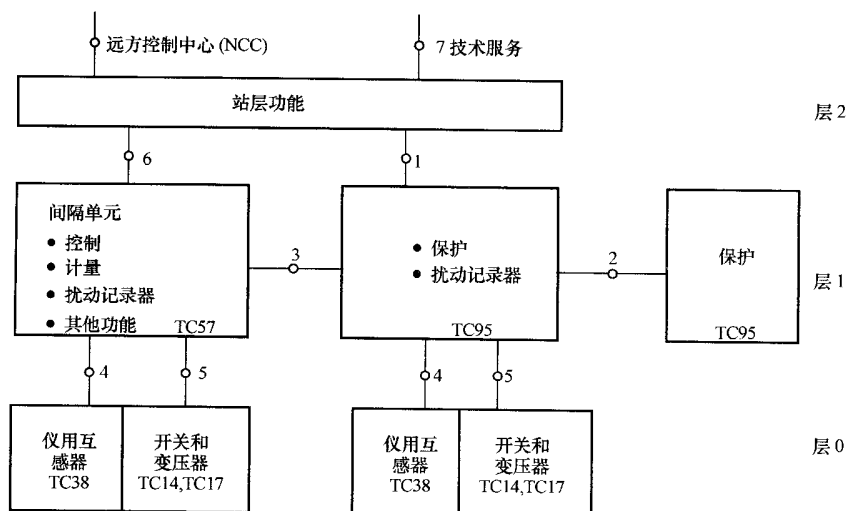 远方控制中心 (NCC)
7 技术服务
站层功能
层 2
6
1
间隔单元
● 控制
● 计量
● 扰动记录器
● 其他功能
TC57
3
● 保护
● 扰动记录器
TC95
2
保护
TC95
层 1
4
5
4
5
仪用互
感器
TC38
开关和
变压器
TC14,TC17
仪用互
感器
TC38
开关和
变压器
TC14,TC17
层 0